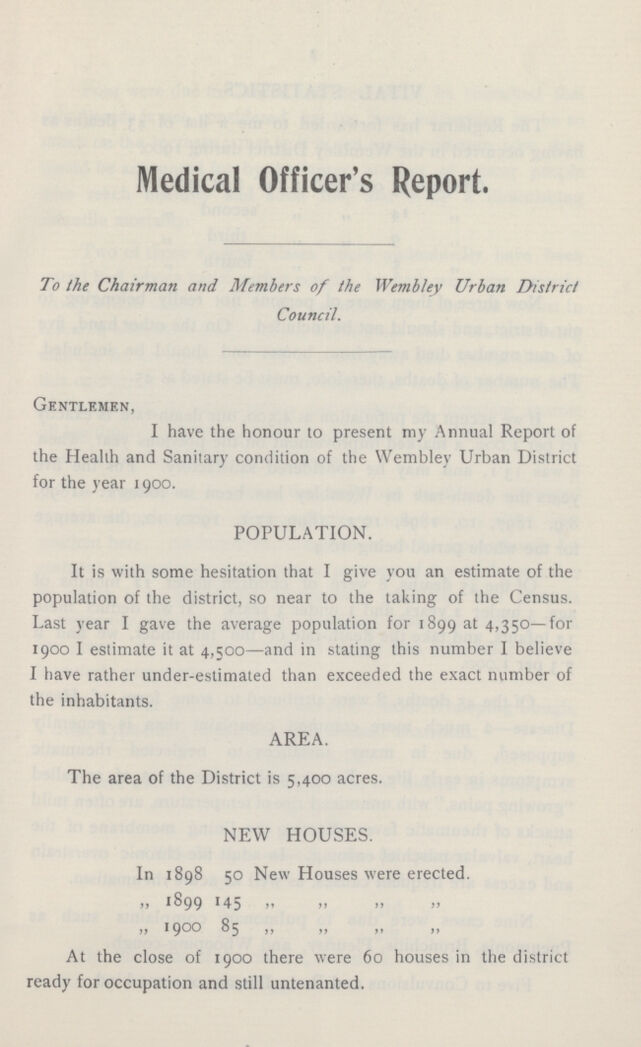 Medical Officer's Report.
To the Chairman and Members of the Wembley Urban District
Council.
GENTLEMEN,
I have the honour to present my Annual Report of
the Health and Sanitary condition of the Wembley Urban District
for the year 1900.
POPULATION.
It is with some hesitation that I give you an estimate of the
population of the district, so near to the taking of the Census.
Last year I gave the average population for 1899 at 4,350—for
1900 I estimate it at 4,500—and in stating this number I believe
I have rather under-estimated than exceeded the exact number of
the inhabitants.
AREA.
The area of the District is 5,400 acres.
NEW HOUSES.
In 1898 50 New Houses were erected.
„ 1899 145 „ „ „ „
„ 1900 85 „ „ „ „
At the close of 1900 there were 60 houses in the district
ready for occupation and still untenanted.